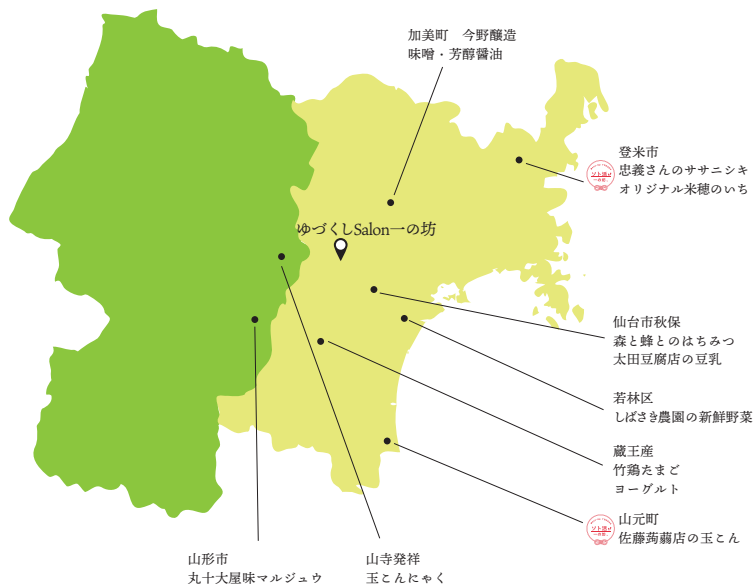 加美町　今野醸造
味噌・芳醇醤油
登米市
忠義さんのササニシキ
オリジナル米穂のいち
ゆづくしSalon一の坊
仙台市秋保
森と蜂とのはちみつ
太田豆腐店の豆乳
若林区
しばさき農園の新鮮野菜
蔵王産
竹鶏たまご
ヨーグルト
山元町
佐藤蒟蒻店の玉こん
山形市
丸十大屋味マルジュウ
山寺発祥
玉こんにゃく